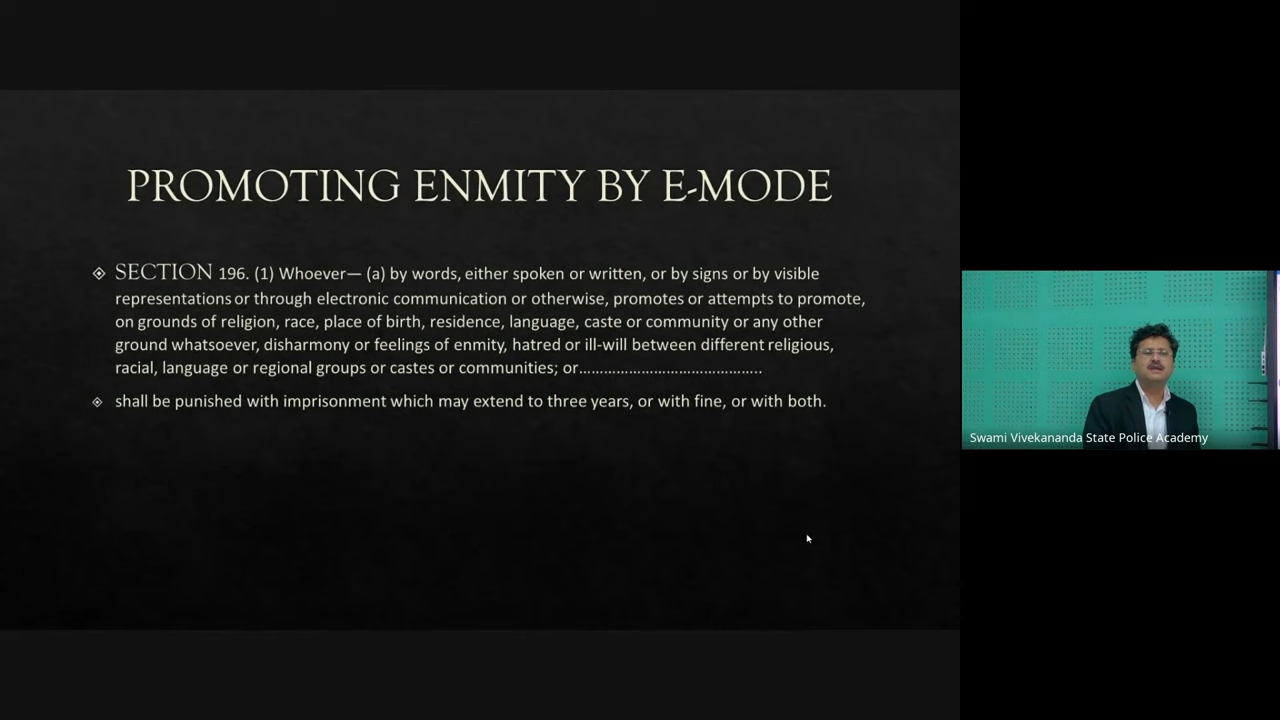 PROMOTING ENMITY BY E-MODE
SECTION 196. (1) Whoever— (a) by words, either spoken or written, or by signs or by visible
representations or through electronic communication or otherwise, promotes or attempts to promote,
on grounds of religion, race, place of birth, residence, language, caste or community or any other
ground whatsoever, disharmony or feelings of enmity, hatred or ill-will between different religious,
racial, language or regional groups or castes or communities; or……………………………………..
shall be punished with imprisonment which may extend to three years, or with fine, or with both.
Swami Vivekananda State Police Academy